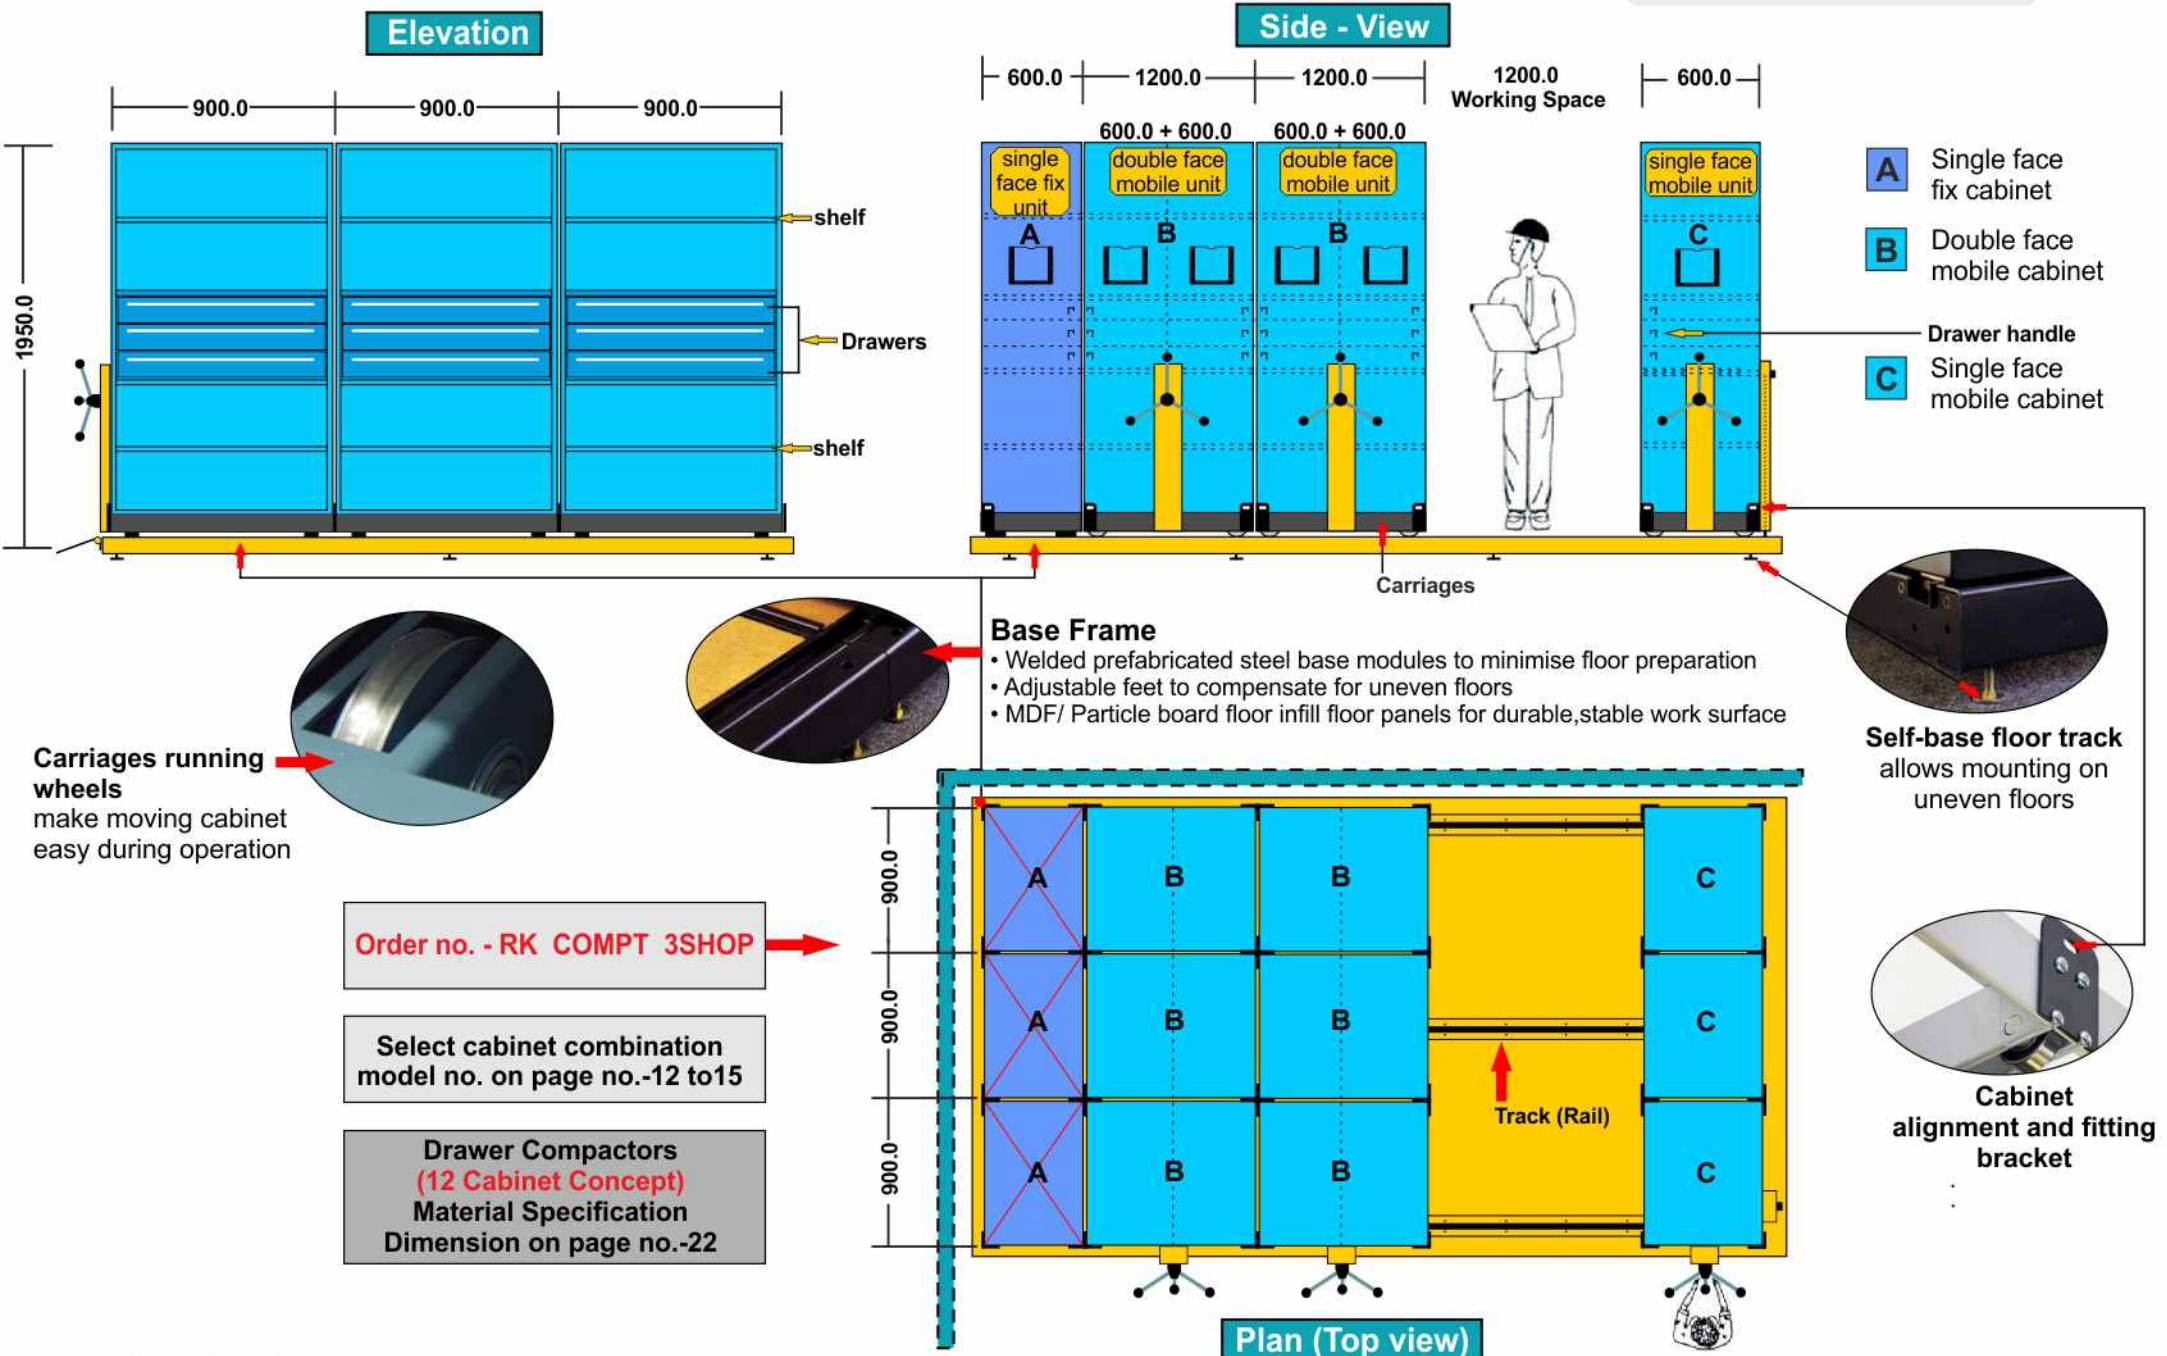 Elevation
Side - View
900.0
900.0
900.0
1950.0
shelf
Drawers
shelf
600.0
1200.0
1200.0
1200.0
Working Space
600.0
600.0 + 600.0
600.0 + 600.0
single
face fix
unit
double face
mobile unit
double face
mobile unit
single face
mobile unit
A
B
B
C
A
Single face
fix cabinet
B
Double face
mobile cabinet
Drawer handle
C
Single face
mobile cabinet
Carriages
Base Frame
• Welded prefabricated steel base modules to minimise floor preparation
• Adjustable feet to compensate for uneven floors
• MDF/ Particle board floor infill floor panels for durable,stable work surface
Carriages running
wheels
make moving cabinet
easy during operation
Self-base floor track
allows mounting on
uneven floors
Order no. - RK COMPT 3SHOP
Select cabinet combination
model no. on page no.-12 to15
Drawer Compactors
(12 Cabinet Concept)
Material Specification
Dimension on page no.-22
900.0
900.0
900.0
A
B
B
C
A
B
B
C
A
B
B
C
Track (Rail)
Cabinet
alignment and fitting
bracket
Plan (Top view)